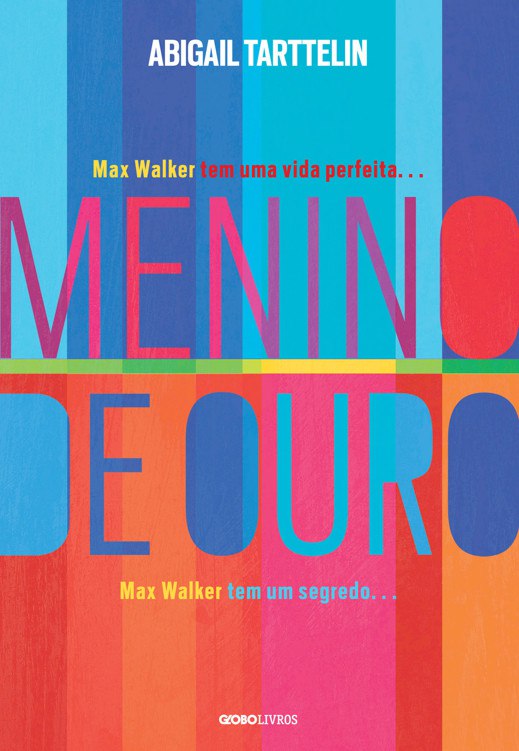 ABIGAIL TARTTELIN
Max Walker tem uma vida perfeita...
MENINO
DE OURO
Max Walker tem um segredo...
GLOBOLIVROS